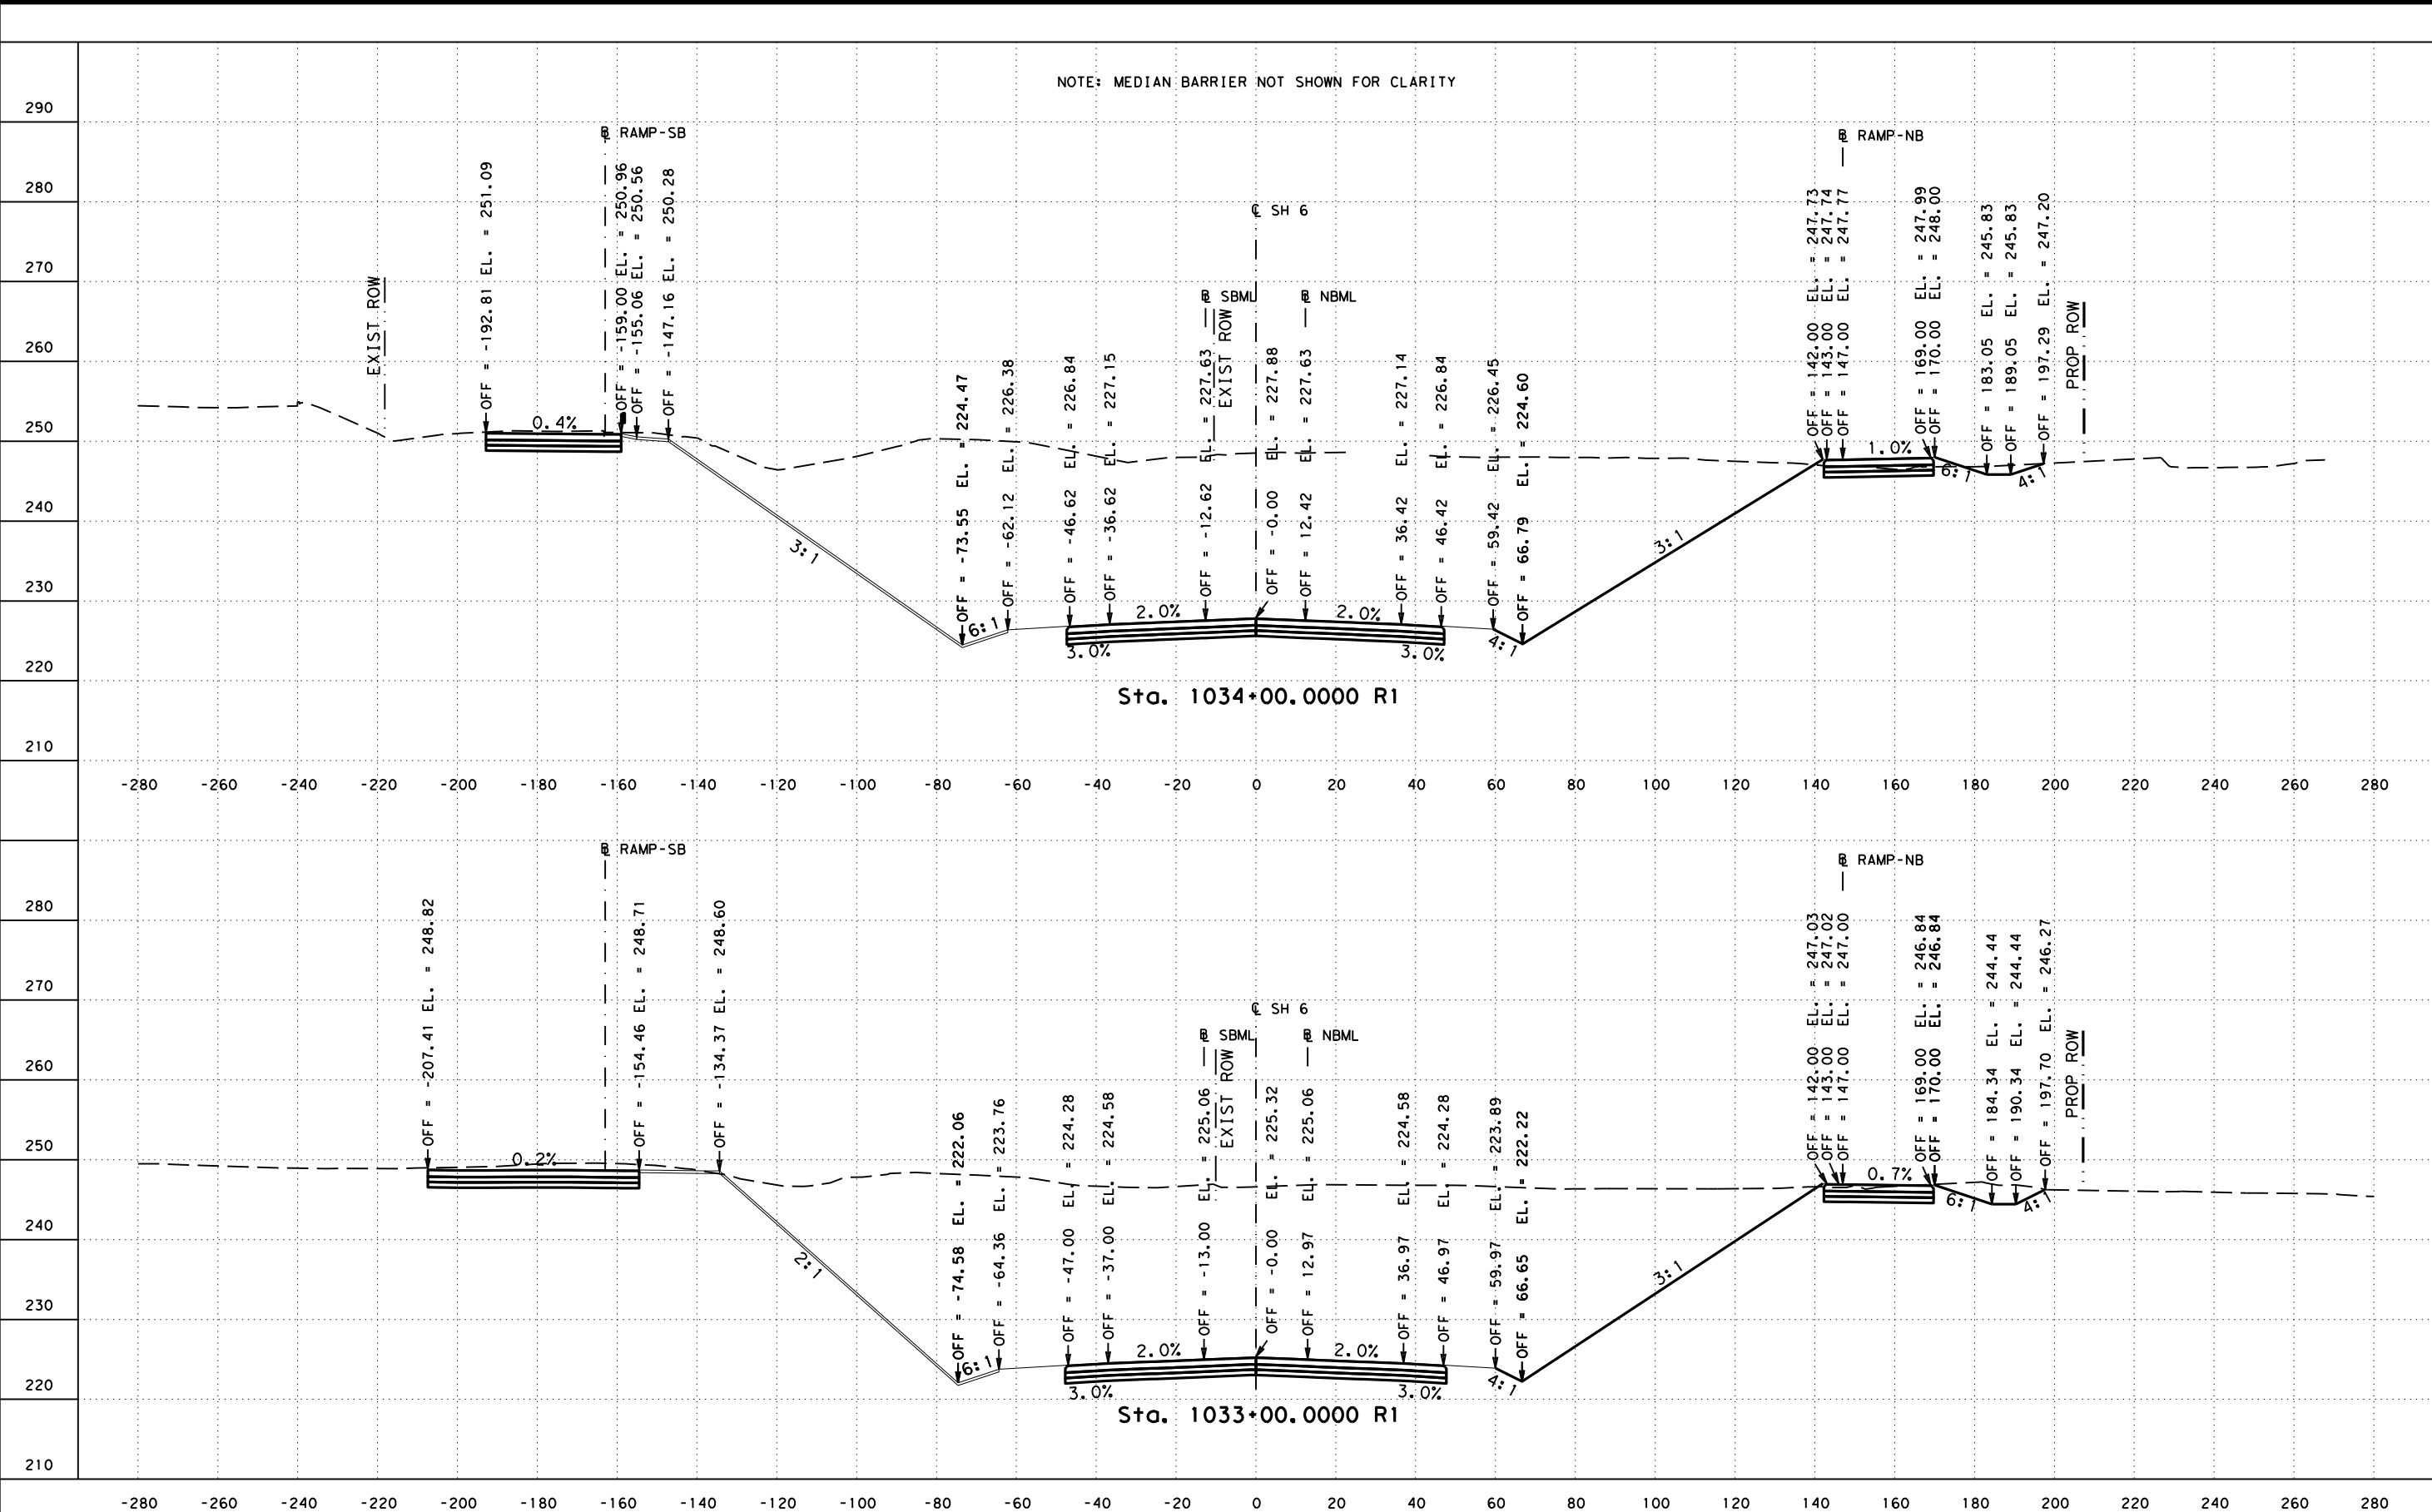 NOTE: MEDIAN BARRIER NOT SHOWN FOR CLARITY
290
280
270
260
250
240
230
220
210
℄ RAMP-SB
℄ RAMP-NB
℄ SH 6
℄ SBML
℄ NBML
EXIST ROW
EXIST ROW
PROP ROW
OFF = -192.81 EL. = 251.09
OFF = -159.00 EL. = 250.96
OFF = -155.06 EL. = 250.56
OFF = -147.16 EL. = 250.28
OFF = -73.55 EL. = 224.47
OFF = -62.12 EL. = 226.38
OFF = -46.62 EL. = 226.84
OFF = -36.62 EL. = 227.15
OFF = -12.62 EL. = 227.63
OFF = -0.00 EL. = 227.88
OFF = 12.42 EL. = 227.63
OFF = 36.42 EL. = 227.14
OFF = 46.42 EL. = 226.84
OFF = 59.42 EL. = 226.45
OFF = 66.79 EL. = 224.60
OFF = 142.00 EL. = 247.73
OFF = 143.00 EL. = 247.74
OFF = 147.00 EL. = 247.77
OFF = 169.00 EL. = 247.99
OFF = 170.00 EL. = 248.00
OFF = 183.05 EL. = 245.83
OFF = 189.05 EL. = 245.83
OFF = 197.29 EL. = 247.20
0.4%
3:1
6:1
2.0%
2.0%
3.0%
3.0%
4:1
3:1
1.0%
6:1
4:1
Sta. 1034+00.0000 R1
-280 -260 -240 -220 -200 -180 -160 -140 -120 -100 -80 -60 -40 -20 0 20 40 60 80 100 120 140 160 180 200 220 240 260 280
280
270
260
250
240
230
220
210
℄ RAMP-SB
℄ RAMP-NB
℄ SH 6
℄ SBML
℄ NBML
EXIST ROW
PROP ROW
OFF = -207.41 EL. = 248.82
OFF = -154.46 EL. = 248.71
OFF = -134.37 EL. = 248.60
OFF = -74.58 EL. = 222.06
OFF = -64.36 EL. = 223.76
OFF = -47.00 EL. = 224.28
OFF = -37.00 EL. = 224.58
OFF = -13.00 EL. = 225.06
OFF = -0.00 EL. = 225.32
OFF = 12.97 EL. = 225.06
OFF = 36.97 EL. = 224.58
OFF = 46.97 EL. = 224.28
OFF = 59.97 EL. = 223.89
OFF = 66.65 EL. = 222.22
OFF = 142.00 EL. = 247.03
OFF = 143.00 EL. = 247.02
OFF = 147.00 EL. = 247.00
OFF = 169.00 EL. = 246.84
OFF = 170.00 EL. = 246.84
OFF = 184.34 EL. = 244.44
OFF = 190.34 EL. = 244.44
OFF = 197.70 EL. = 246.27
0.2%
2:1
6:1
2.0%
2.0%
3.0%
3.0%
4:1
3:1
0.7%
6:1
4:1
Sta. 1033+00.0000 R1
-280 -260 -240 -220 -200 -180 -160 -140 -120 -100 -80 -60 -40 -20 0 20 40 60 80 100 120 140 160 180 200 220 240 260 280